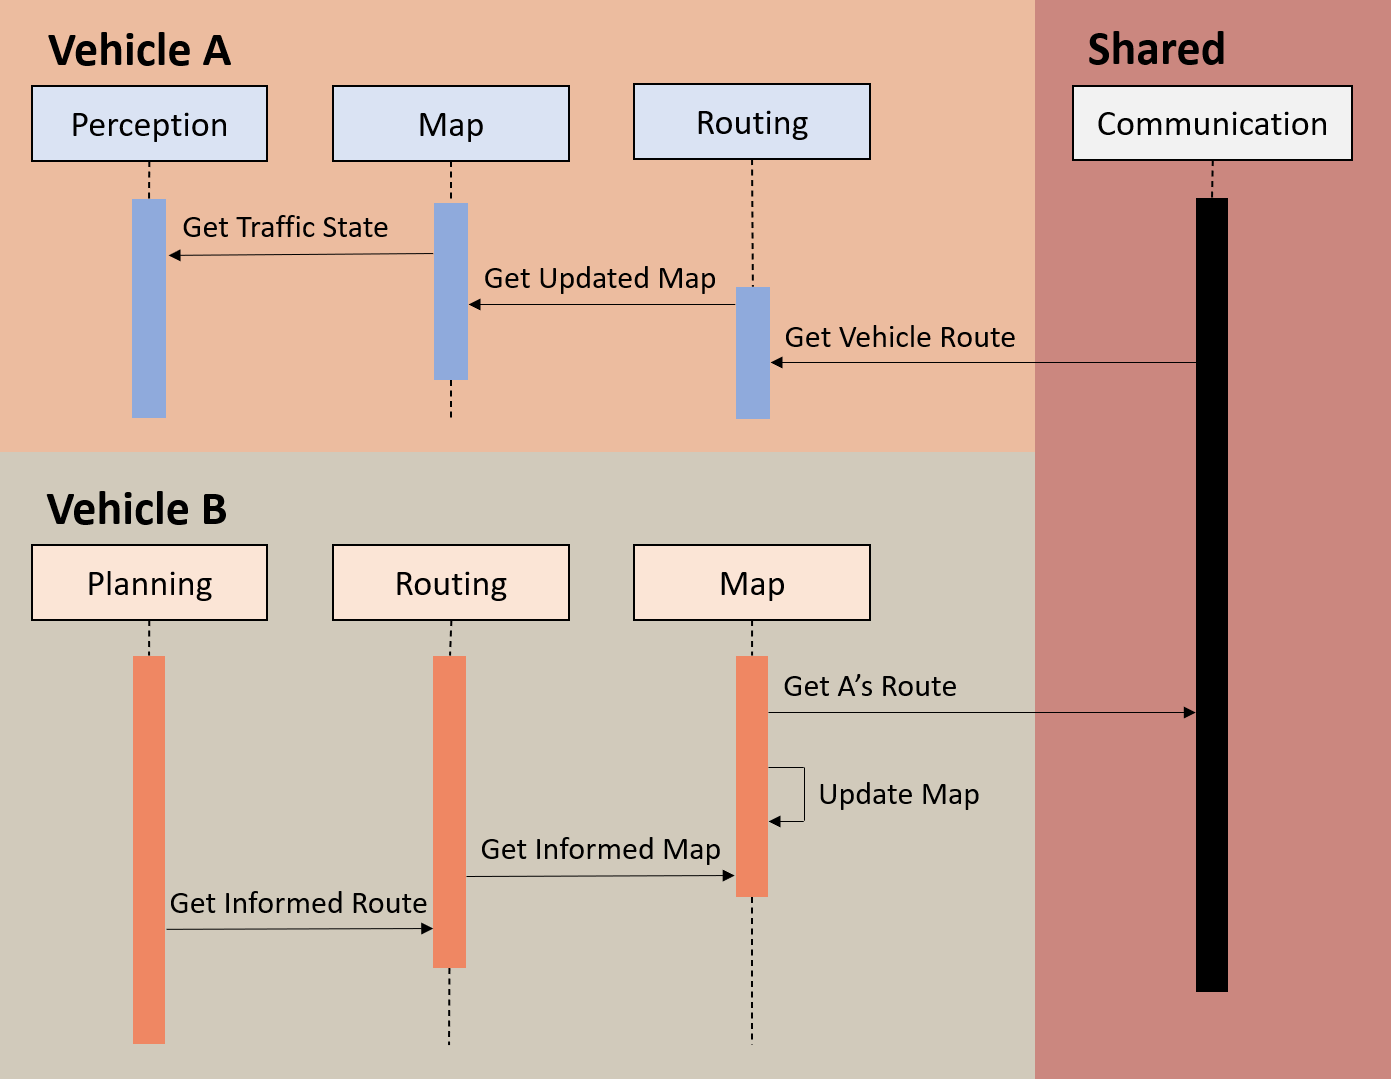 Vehicle A
Shared
Perception
Map
Routing
Communication
Get Traffic State
Get Updated Map
Get Vehicle Route
Vehicle B
Planning
Routing
Map
Get A’s Route
Update Map
Get Informed Map
Get Informed Route